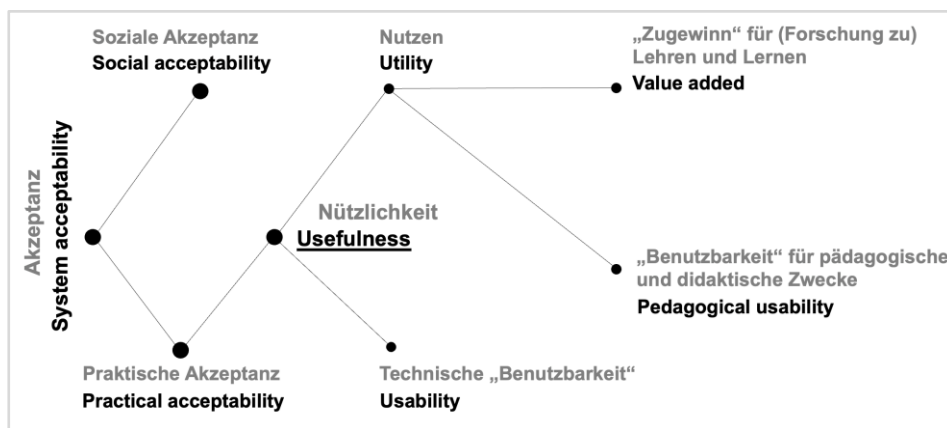 Soziale Akzeptanz
Social acceptability
Nutzen
Utility
„Zugewinn“ für (Forschung zu)
Lehren und Lernen
Value added
Akzeptanz
System acceptability
Nützlichkeit
Usefulness
„Benutzbarkeit“ für pädagogische
und didaktische Zwecke
Pedagogical usability
Praktische Akzeptanz
Practical acceptability
Technische „Benutzbarkeit“
Usability